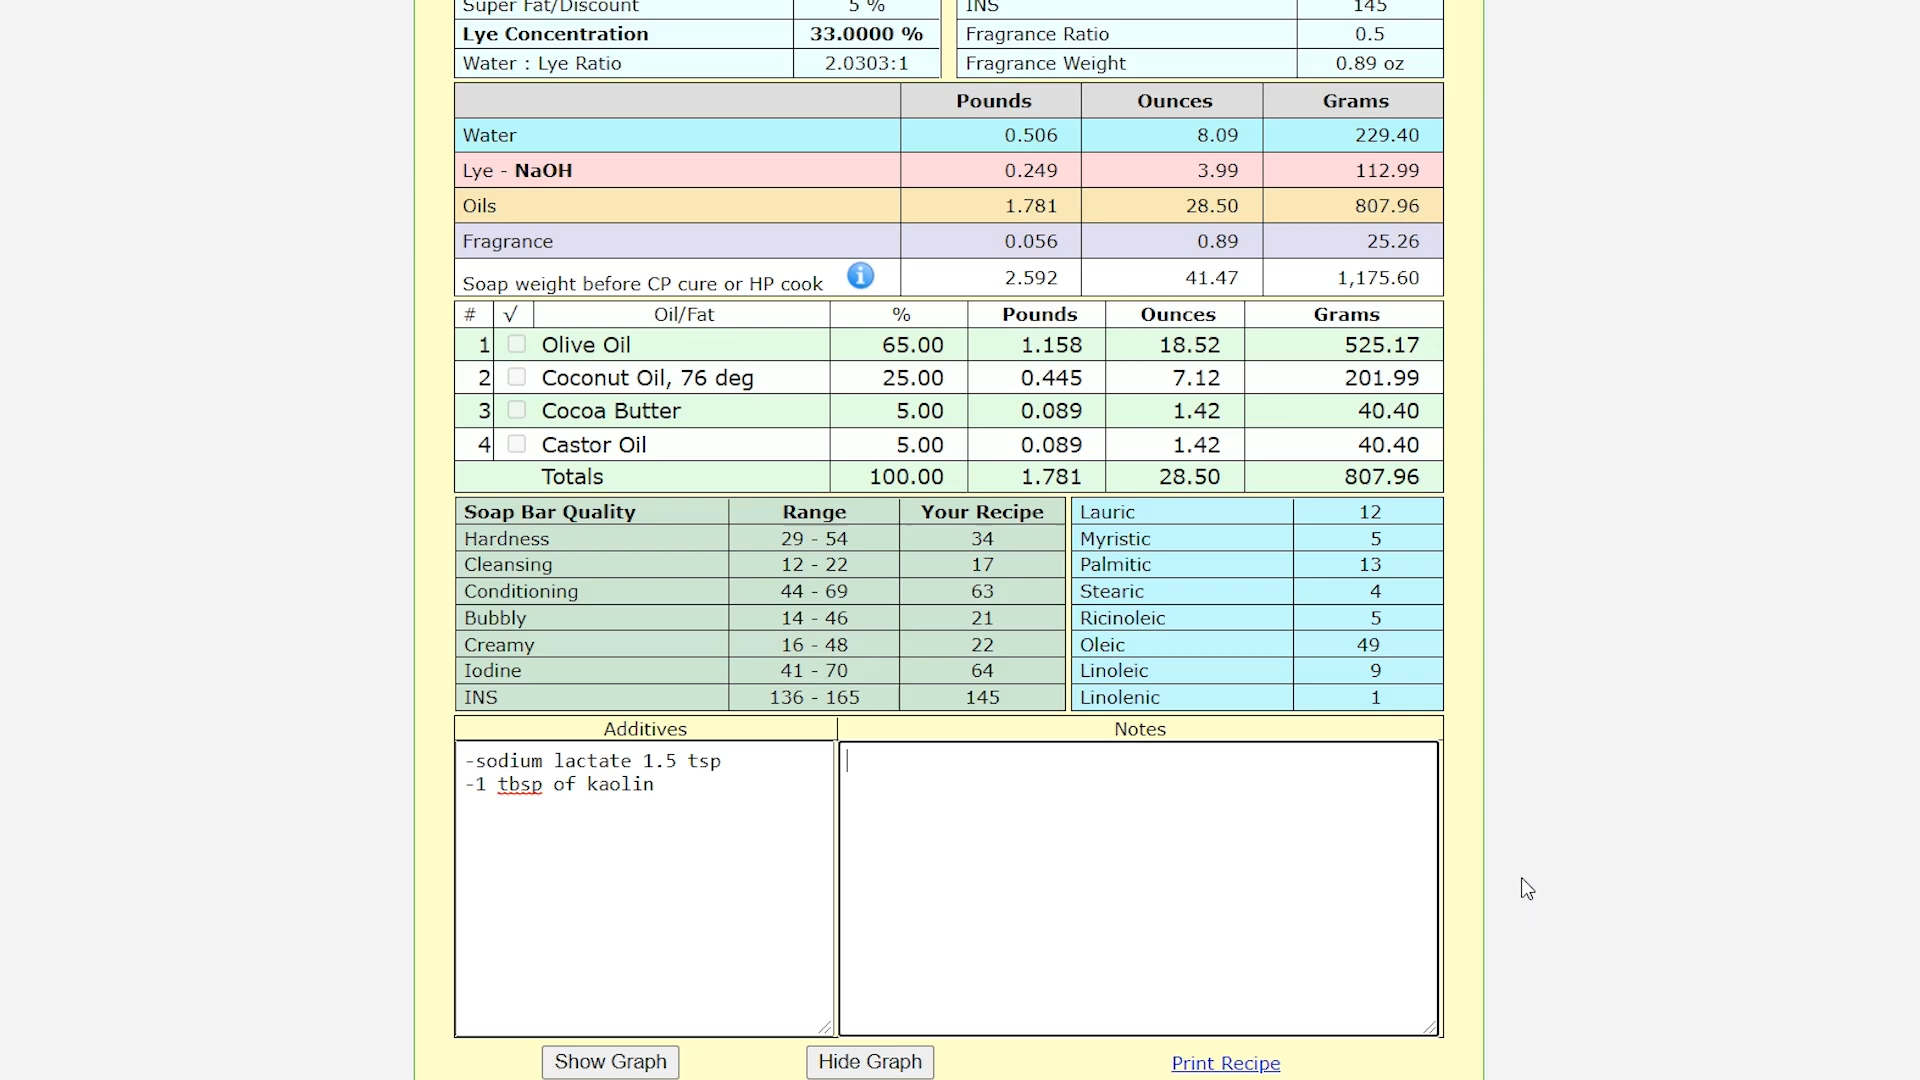 Super Fat/Discount 5 % INS 145
Lye Concentration 33.0000 % Fragrance Ratio 0.5
Water : Lye Ratio 2.0303:1 Fragrance Weight 0.89 oz
Pounds Ounces Grams
Water 0.506 8.09 229.40
Lye - NaOH 0.249 3.99 112.99
Oils 1.781 28.50 807.96
Fragrance 0.056 0.89 25.26
Soap weight before CP cure or HP cook i 2.592 41.47 1,175.60
# √ Oil/Fat % Pounds Ounces Grams
1 Olive Oil 65.00 1.158 18.52 525.17
2 Coconut Oil, 76 deg 25.00 0.445 7.12 201.99
3 Cocoa Butter 5.00 0.089 1.42 40.40
4 Castor Oil 5.00 0.089 1.42 40.40
Totals 100.00 1.781 28.50 807.96
Soap Bar Quality Range Your Recipe Lauric 12
Hardness 29 - 54 34 Myristic 5
Cleansing 12 - 22 17 Palmitic 13
Conditioning 44 - 69 63 Stearic 4
Bubbly 14 - 46 21 Ricinoleic 5
Creamy 16 - 48 22 Oleic 49
Iodine 41 - 70 64 Linoleic 9
INS 136 - 165 145 Linolenic 1
Additives Notes
-sodium lactate 1.5 tsp
-1 tbsp of kaolin
Show Graph Hide Graph Print Recipe